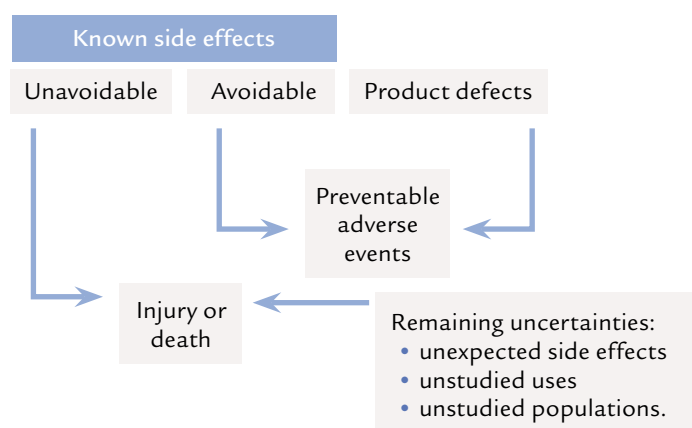 Known side effects
Unavoidable
Avoidable
Product defects
Preventable
adverse
events
Injury or
death
Remaining uncertainties:
• unexpected side effects
• unstudied uses
• unstudied populations.